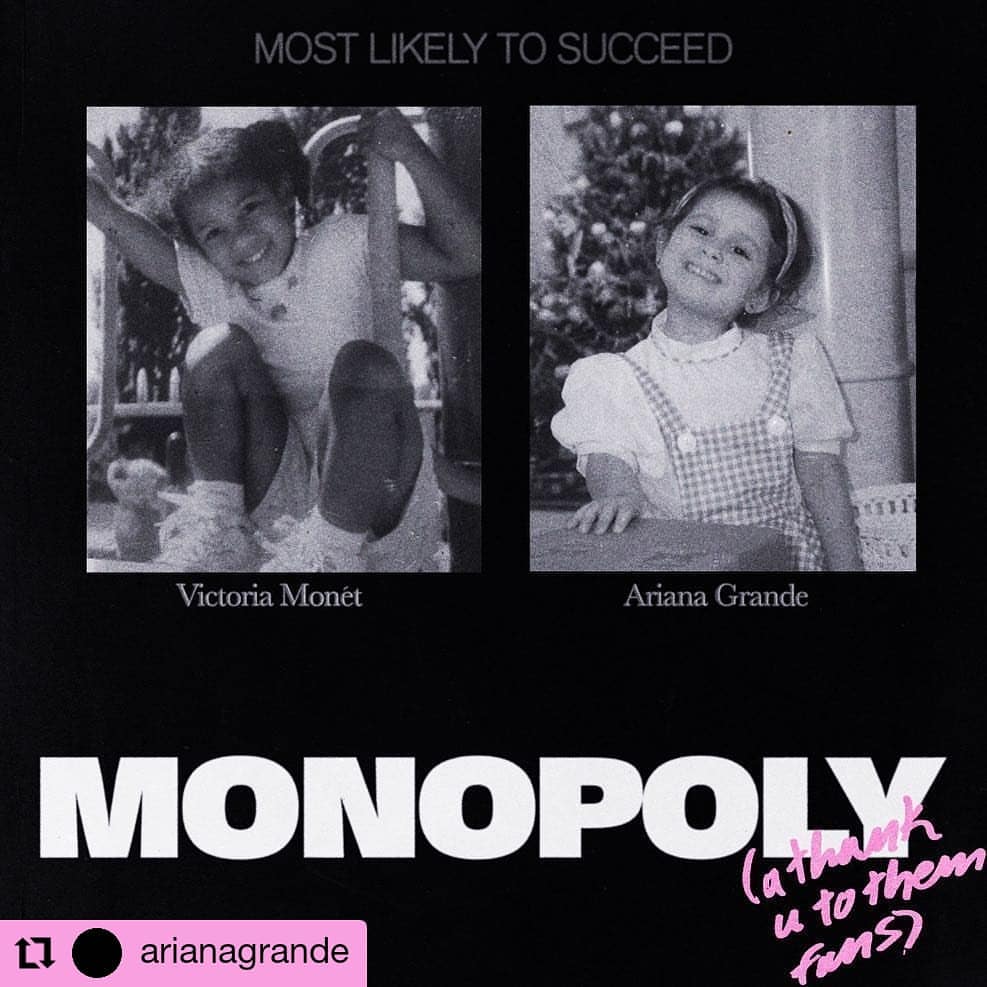 MOST LIKELY TO SUCCEED
Victoria Monét
Ariana Grande
MONOPOLY
(a thank
u to them
fans)
arianagrande